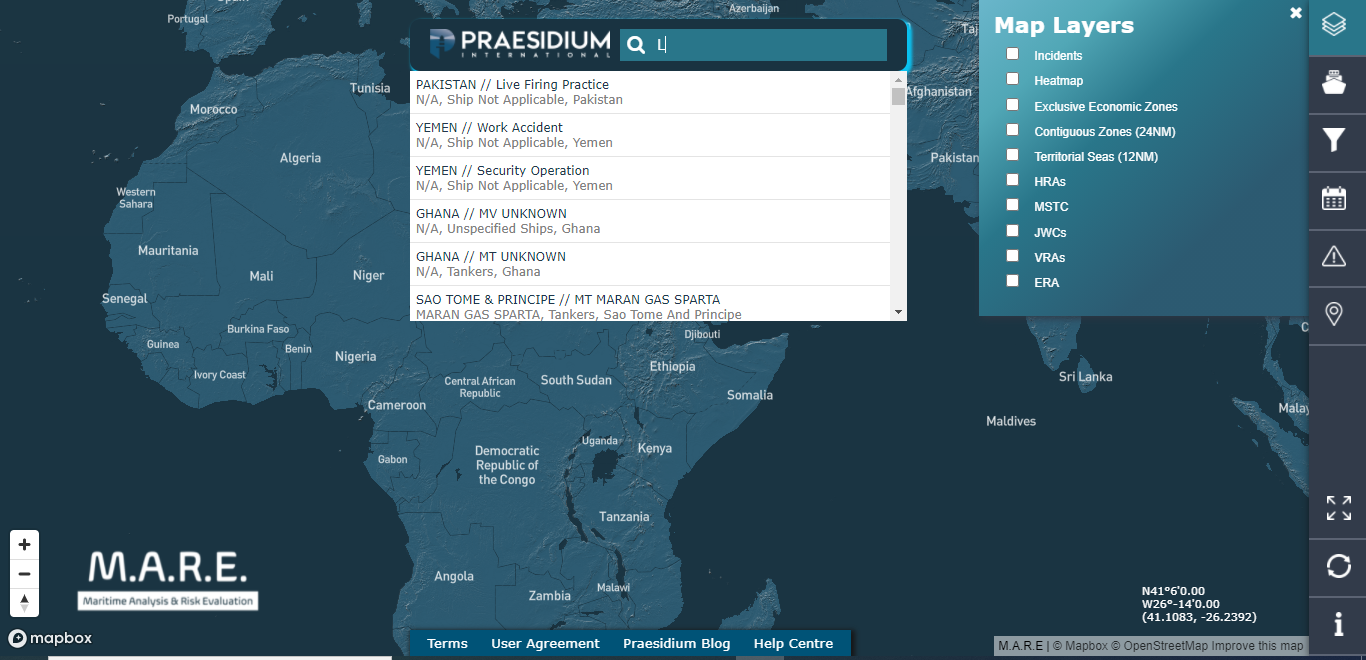 Portugal
Spain
Azerbaijan
PRAESIDIUM
INTERNATIONAL
L
PAKISTAN // Live Firing Practice
N/A, Ship Not Applicable, Pakistan
YEMEN // Work Accident
N/A, Ship Not Applicable, Yemen
YEMEN // Security Operation
N/A, Ship Not Applicable, Yemen
GHANA // MV UNKNOWN
N/A, Unspecified Ships, Ghana
GHANA // MT UNKNOWN
N/A, Tankers, Ghana
SAO TOME & PRINCIPE // MT MARAN GAS SPARTA
MARAN GAS SPARTA, Tankers, Sao Tome And Principe
Map Layers
Incidents
Heatmap
Exclusive Economic Zones
Contiguous Zones (24NM)
Territorial Seas (12NM)
HRAs
MSTC
JWCs
VRAs
ERA
Taj
Afghanistan
Pakistan
Tunisia
Morocco
Algeria
Western
Sahara
Mauritania
Mali
Niger
Senegal
Burkina Faso
Guinea
Benin
Nigeria
Ivory Coast
Djibouti
Ethiopia
Central African
Republic
South Sudan
Somalia
Cameroon
Sri Lanka
Maldives
Malay
C
Uganda
Kenya
Gabon
Democratic
Republic of
the Congo
Tanzania
Angola
Malawi
Zambia
M.A.R.E.
Maritime Analysis & Risk Evaluation
mapbox
N41°6'0.00
W26°-14'0.00
(41.1083, -26.2392)
Terms User Agreement Praesidium Blog Help Centre
M.A.R.E | © Mapbox © OpenStreetMap Improve this map